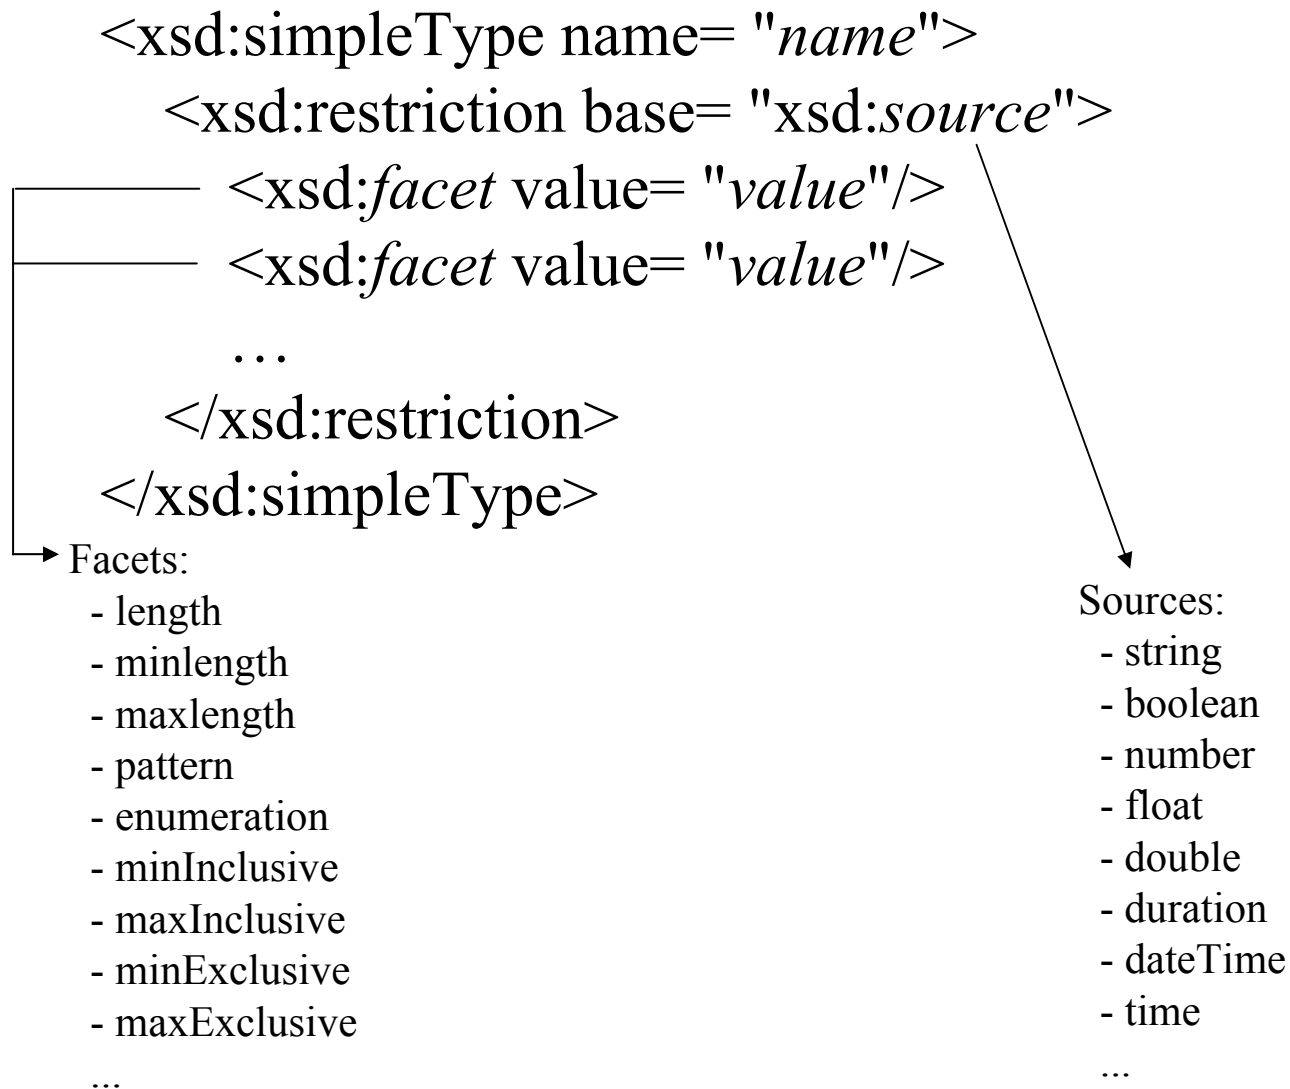 <xsd:simpleType name= "name">
<xsd:restriction base= "xsd:source">
<xsd:facet value= "value"/>
<xsd:facet value= "value"/>
…
</xsd:restriction>
</xsd:simpleType>
Facets:
- length
- minlength
- maxlength
- pattern
- enumeration
- minInclusive
- maxInclusive
- minExclusive
- maxExclusive
...
Sources:
- string
- boolean
- number
- float
- double
- duration
- dateTime
- time
...